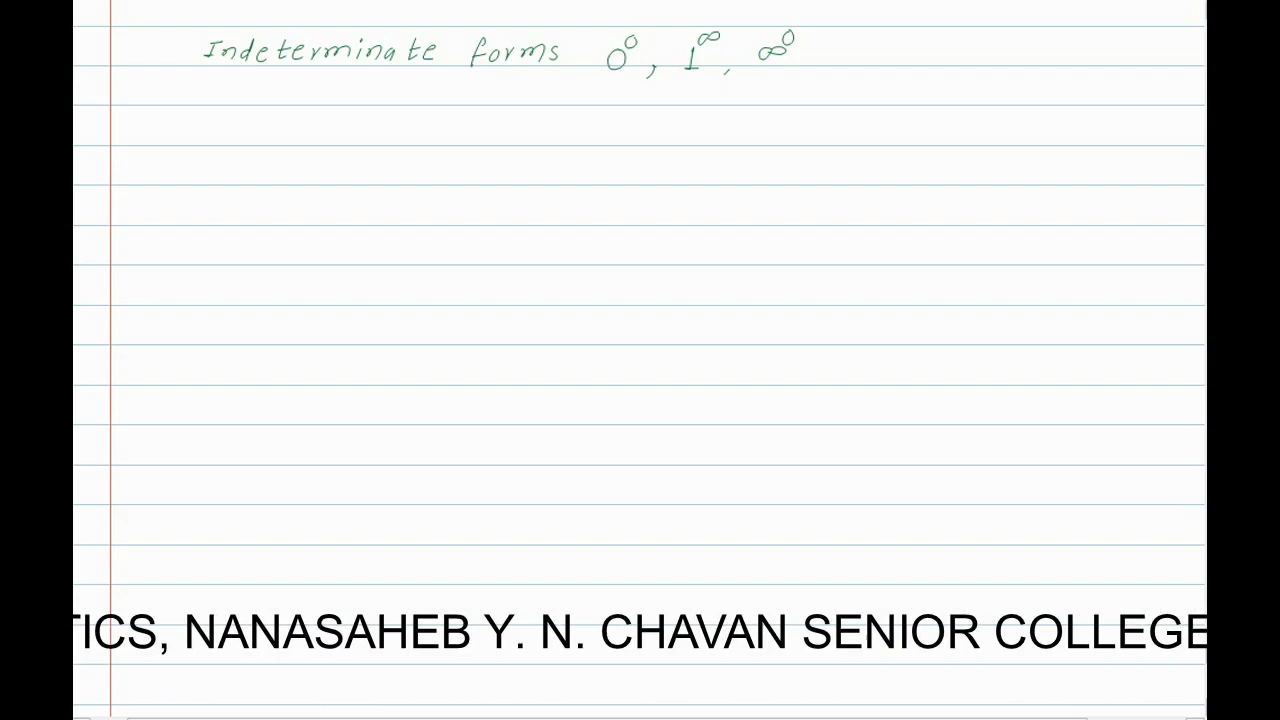 Indeterminate forms 0⁰, 1^∞, ∞⁰
TICS, NANASAHEB Y. N. CHAVAN SENIOR COLLEGE